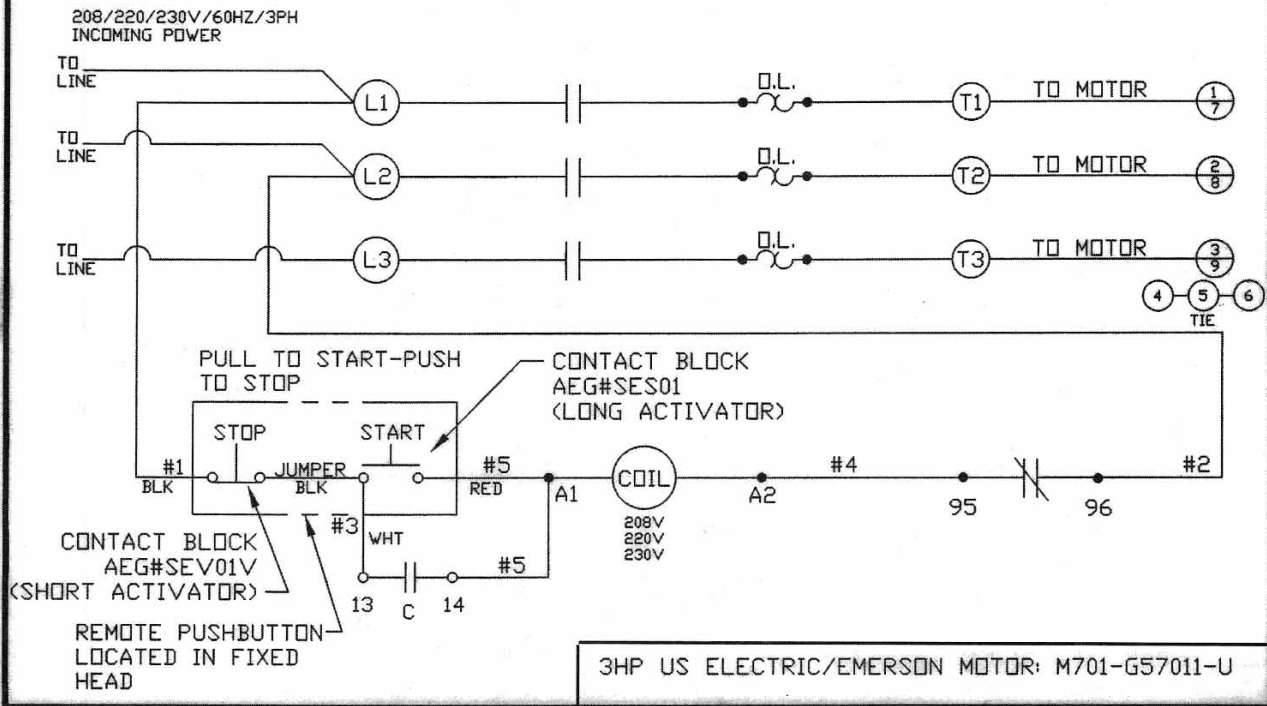 208/220/230V/60HZ/3PH
INCOMING POWER
TO
LINE
L1
O.L.
T1
TO MOTOR
1
7
TO
LINE
L2
O.L.
T2
TO MOTOR
2
8
TO
LINE
L3
O.L.
T3
TO MOTOR
3
9
4
5
6
TIE
PULL TO START-PUSH
TO STOP
CONTACT BLOCK
AEG#SES01
(LONG ACTIVATOR)
STOP
START
#1
BLK
JUMPER
BLK
#5
RED
A1
COIL
208V
220V
230V
A2
#4
95
96
#2
#3
WHT
13
C
14
#5
CONTACT BLOCK
AEG#SEV01V
(SHORT ACTIVATOR)
REMOTE PUSHBUTTON
LOCATED IN FIXED
HEAD
3HP US ELECTRIC/EMERSON MOTOR: M701-G57011-U